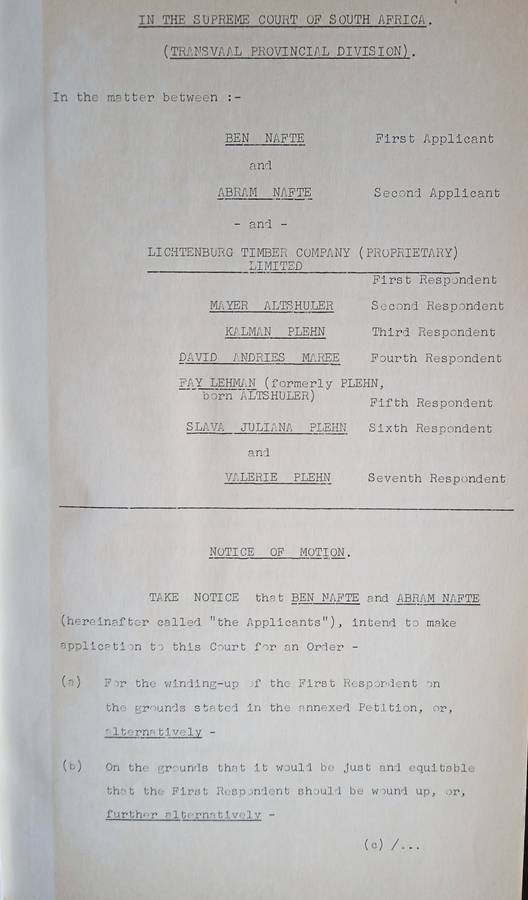 IN THE SUPREME COURT OF SOUTH AFRICA.
(TRANSVAAL PROVINCIAL DIVISION).
In the matter between :-
BEN NAFTE First Applicant
and
ABRAM NAFTE Second Applicant
- and -
LICHTENBURG TIMBER COMPANY (PROPRIETARY)
LIMITED
First Respondent
MAYER ALTSHULER Second Respondent
KALMAN PLEHN Third Respondent
DAVID ANDRIES MAREE Fourth Respondent
FAY LEHMAN (formerly PLEHN,
born ALTSHULER)
Fifth Respondent
SLAVA JULIANA PLEHN Sixth Respondent
and
VALERIE PLEHN Seventh Respondent
NOTICE OF MOTION.
TAKE NOTICE that BEN NAFTE and ABRAM NAFTE
(hereinafter called "the Applicants"), intend to make
application to this Court for an Order -
(a) For the winding-up of the First Respondent on
the grounds stated in the annexed Petition, or,
alternatively -
(b) On the grounds that it would be just and equitable
that the First Respondent should be wound up, or,
further alternatively -
(c) /...